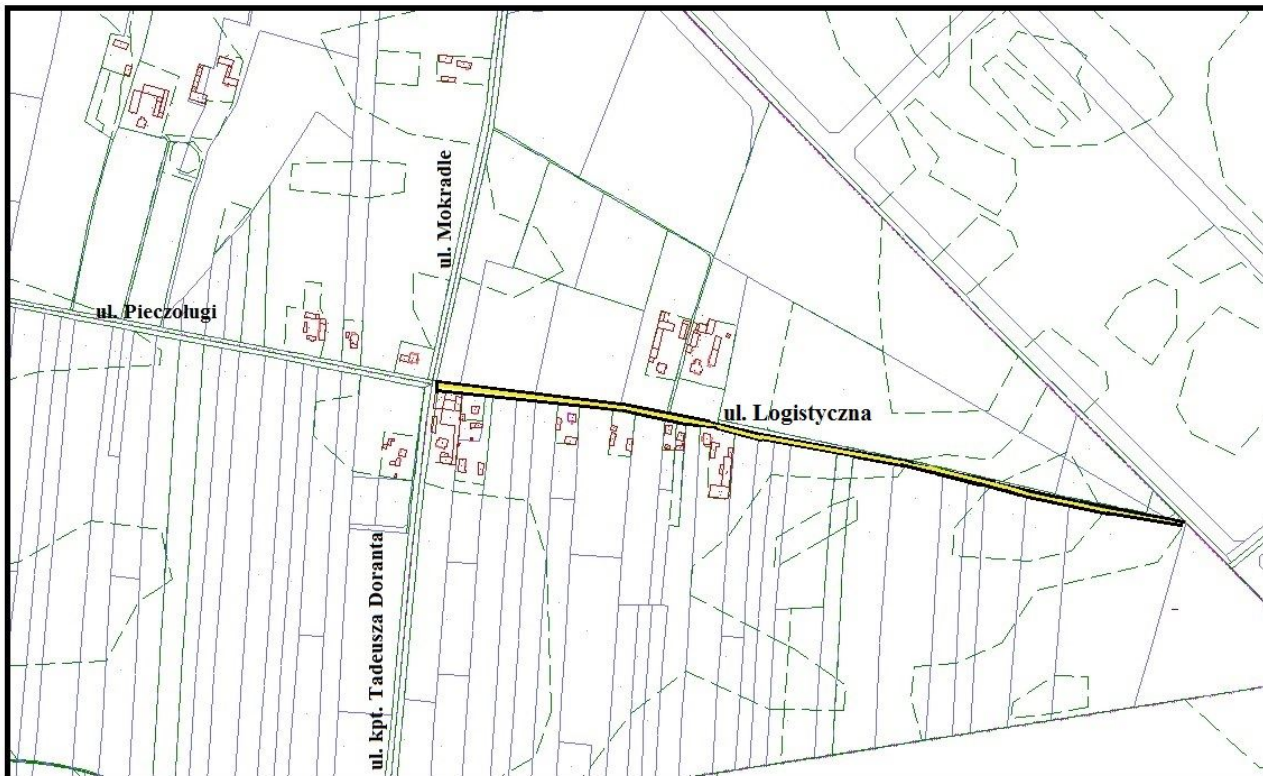 ul. Mokradle
ul. Pieczoługi
ul. Logistyczna
ul. kpt. Tadeusza Doranta